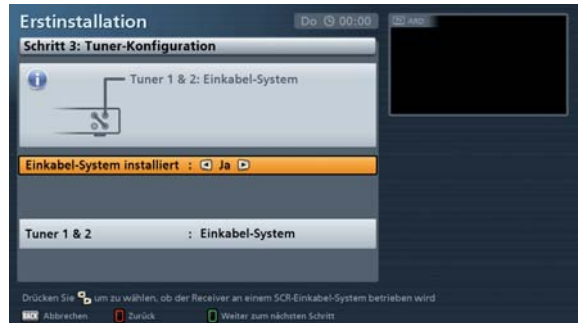 Erstinstallation
Do 00:00
ARD
Schritt 3: Tuner-Konfiguration
Tuner 1 & 2: Einkabel-System
Einkabel-System installiert : Ja
Tuner 1 & 2 : Einkabel-System
Drücken Sie um zu wählen, ob der Receiver an einem SCR-Einkabel-System betrieben wird
BACK Abbrechen Zurück Weiter zum nächsten Schritt